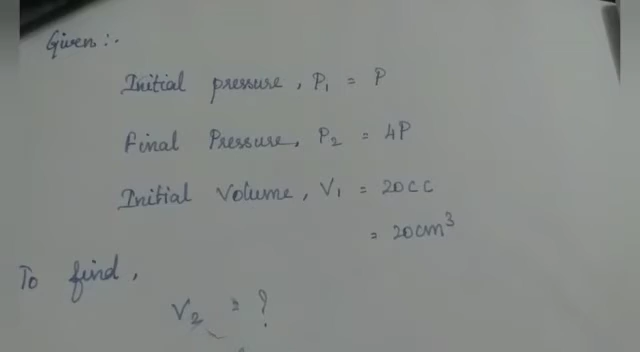 Given:-
Initial pressure, P₁ = P
Final Pressure, P₂ = 4P
Initial Volume, V₁ = 20CC
= 20cm³
To find,
V₂ = ?